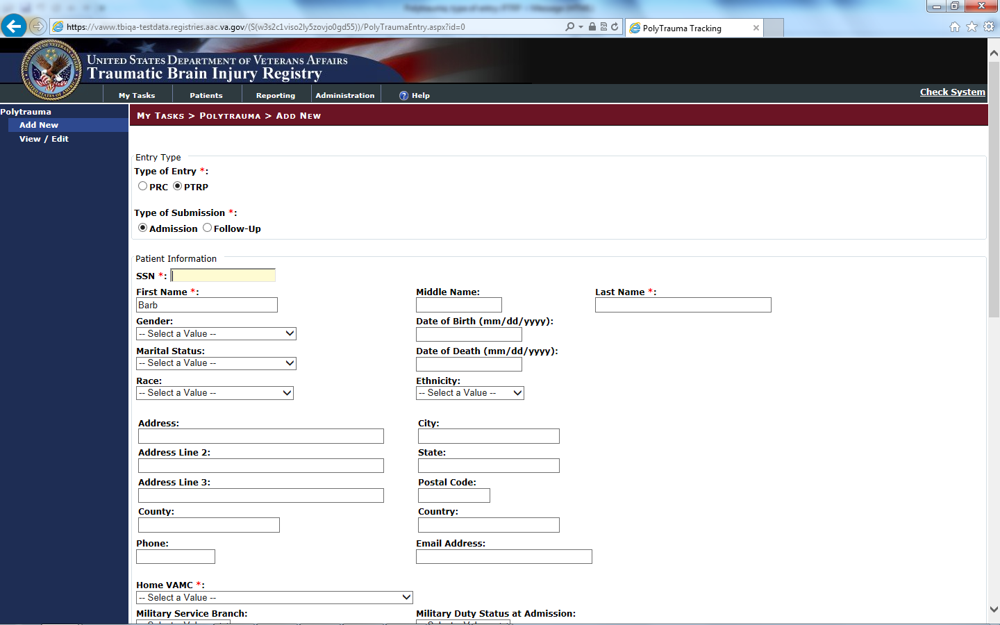 https://vaww.tbiqa-testdata.registries.aac.va.gov/(S(w3s2c1viso2ly5zovjo0gd55))/PolyTraumaEntry.aspx?id=0
PolyTrauma Tracking
United States Department of Veterans Affairs
Traumatic Brain Injury Registry
My Tasks Patients Reporting Administration ? Help
Check System
Polytrauma
Add New
View / Edit
My Tasks > Polytrauma > Add New
Entry Type
Type of Entry *:
PRC PTRP
Type of Submission *:
Admission Follow-Up
Patient Information
SSN *:
First Name *: Middle Name: Last Name *:
Barb
Gender: Date of Birth (mm/dd/yyyy):
-- Select a Value --
Marital Status: Date of Death (mm/dd/yyyy):
-- Select a Value --
Race: Ethnicity:
-- Select a Value -- -- Select a Value --
Address: City:
Address Line 2: State:
Address Line 3: Postal Code:
County: Country:
Phone: Email Address:
Home VAMC *:
-- Select a Value --
Military Service Branch: Military Duty Status at Admission: